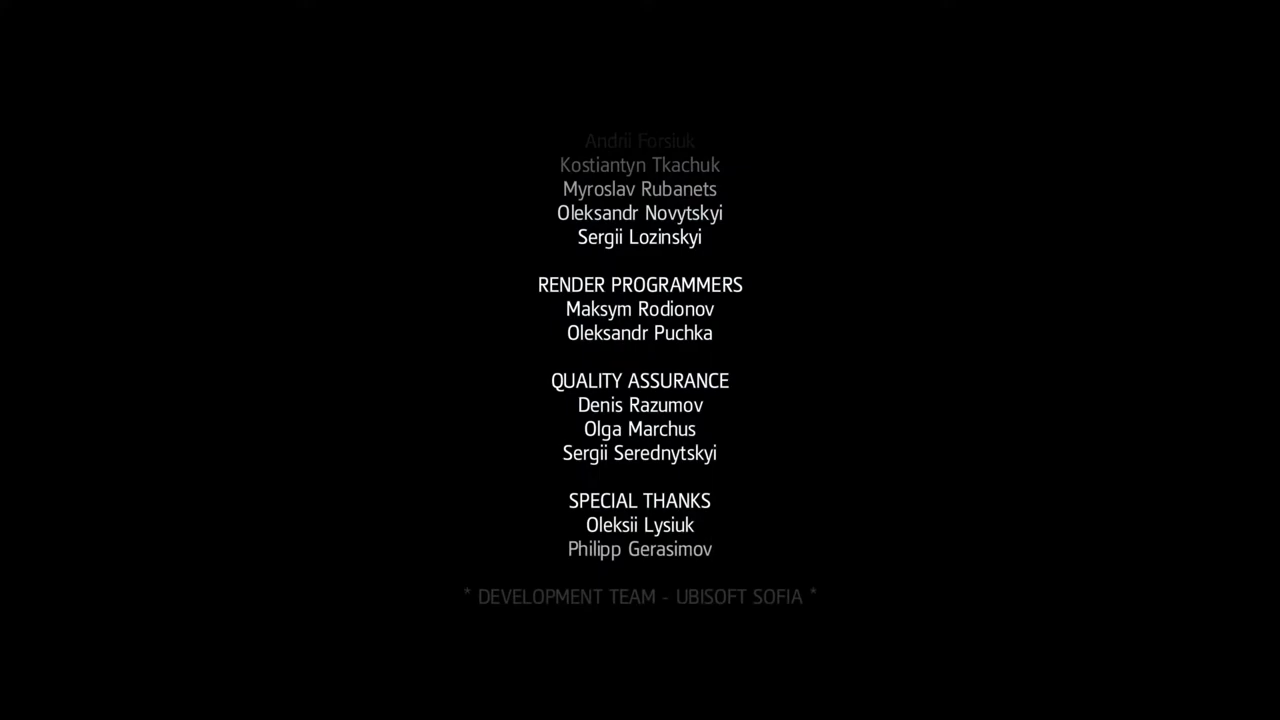 Andrii Forsiuk
Kostiantyn Tkachuk
Myroslav Rubanets
Oleksandr Novytskyi
Sergii Lozinskyi
RENDER PROGRAMMERS
Maksym Rodionov
Oleksandr Puchka
QUALITY ASSURANCE
Denis Razumov
Olga Marchus
Sergii Serednytskyi
SPECIAL THANKS
Oleksii Lysiuk
Philipp Gerasimov
* DEVELOPMENT TEAM - UBISOFT SOFIA *